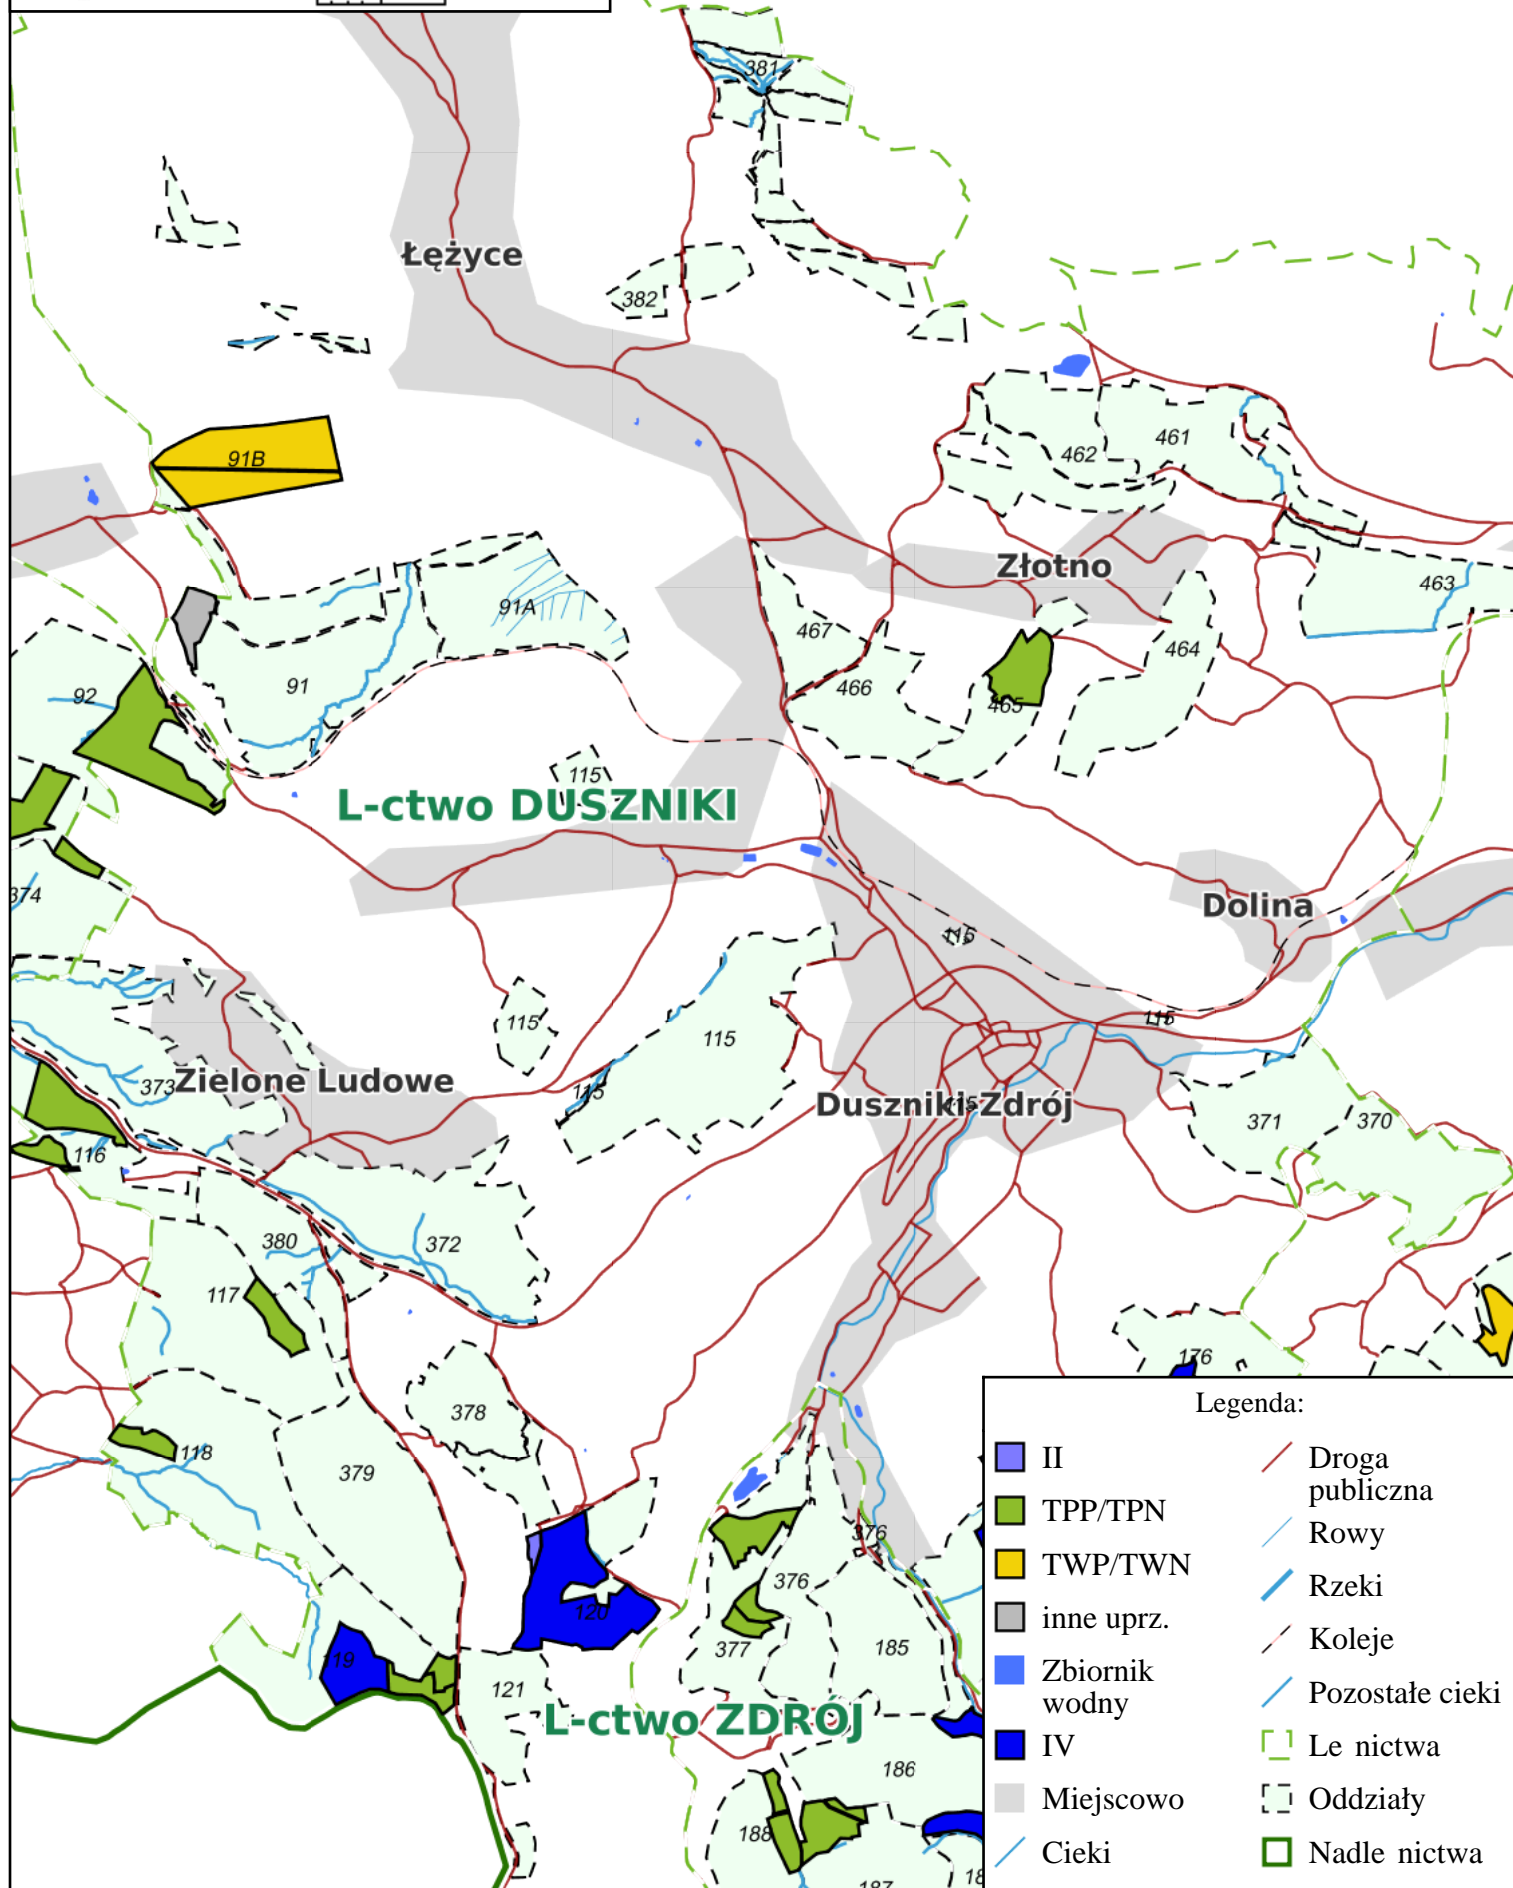 381
Łężyce
382
91B
461
462
Złotno
463
91A
467
464
92
91
466
465
115
L-ctwo DUSZNIKI
374
Dolina
115
115
115
115
373
Zielone Ludowe
115
Duszniki-Zdrój
115
371
370
116
380
372
117
176
378
118
379
376
376
120
377
185
119
121
L-ctwo ZDRÓJ
186
188
187
Legenda:
II
TPP/TPN
TWP/TWN
inne uprz.
Zbiornik
wodny
IV
Miejscowo
Cieki
Droga
publiczna
Rowy
Rzeki
Koleje
Pozostałe cieki
Le nictwa
Oddziały
Nadle nictwa